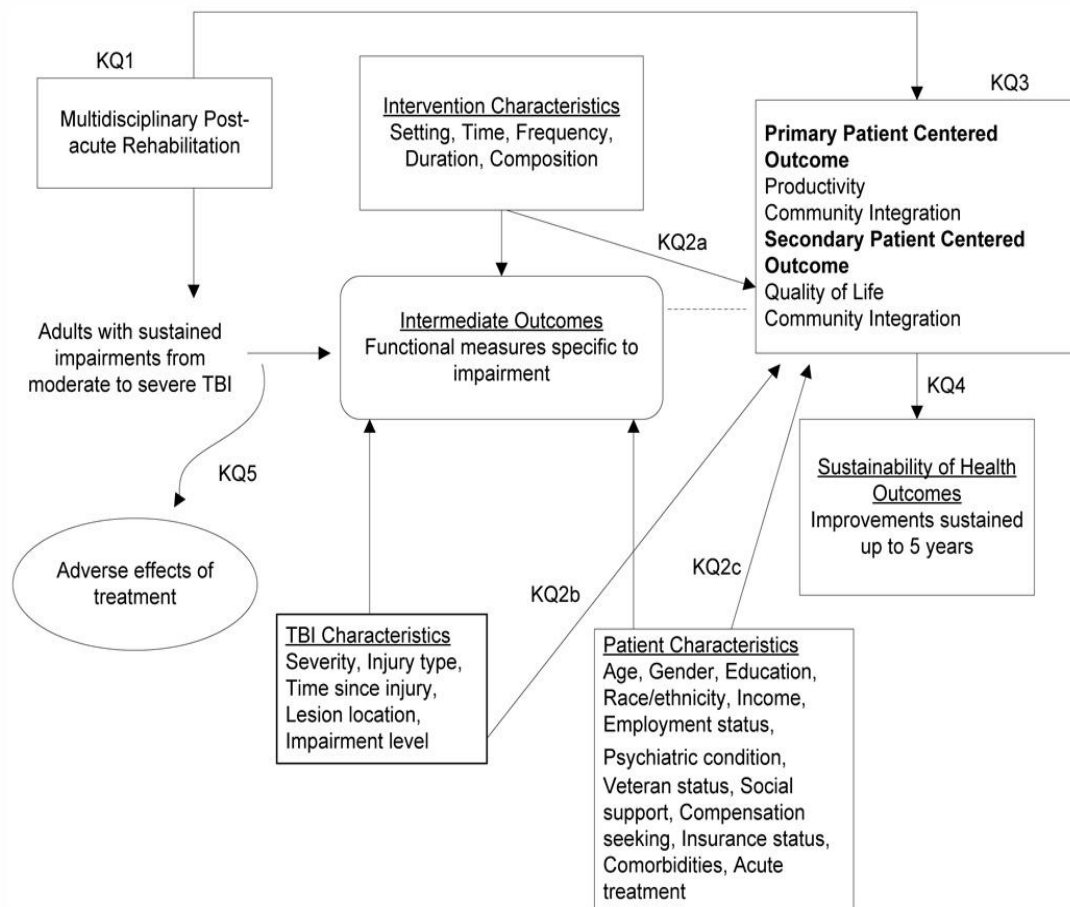 KQ1
Multidisciplinary Post-
acute Rehabilitation
Intervention Characteristics
Setting, Time, Frequency,
Duration, Composition
KQ3
Primary Patient Centered
Outcome
Productivity
Community Integration
Secondary Patient Centered
Outcome
Quality of Life
Community Integration
KQ2a
Adults with sustained
impairments from
moderate to severe TBI
Intermediate Outcomes
Functional measures specific to
impairment
KQ4
KQ5
Sustainability of Health
Outcomes
Improvements sustained
up to 5 years
Adverse effects of
treatment
KQ2b
KQ2c
TBI Characteristics
Severity, Injury type,
Time since injury,
Lesion location,
Impairment level
Patient Characteristics
Age, Gender, Education,
Race/ethnicity, Income,
Employment status,
Psychiatric condition,
Veteran status, Social
support, Compensation
seeking, Insurance status,
Comorbidities, Acute
treatment